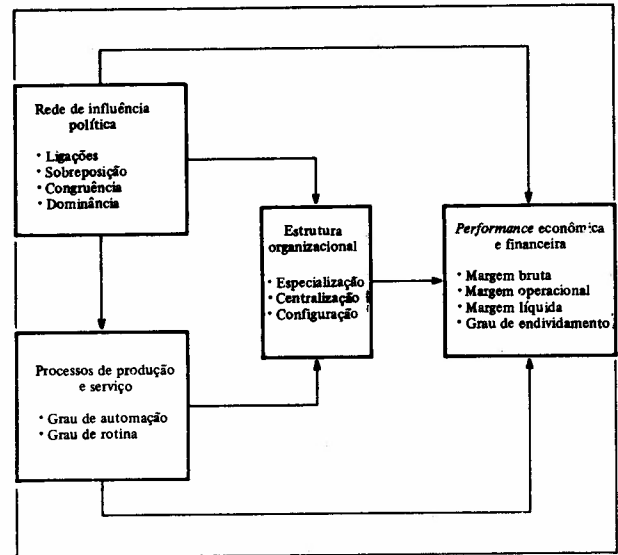 Rede de influência
política
· Ligações
· Sobreposição
· Congruência
· Dominância
Estrutura
organizacional
· Especialização
· Centralização
· Configuração
Performance econômica
e financeira
· Margem bruta
· Margem operacional
· Margem líquida
· Grau de endividamento
Processos de produção
e serviço
· Grau de automação
· Grau de rotina